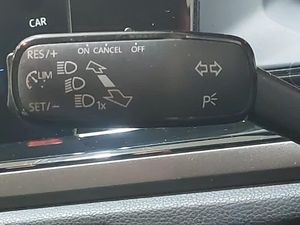 CAR
RES/+ ON CANCEL OFF
LIM
SET/- 1x
P